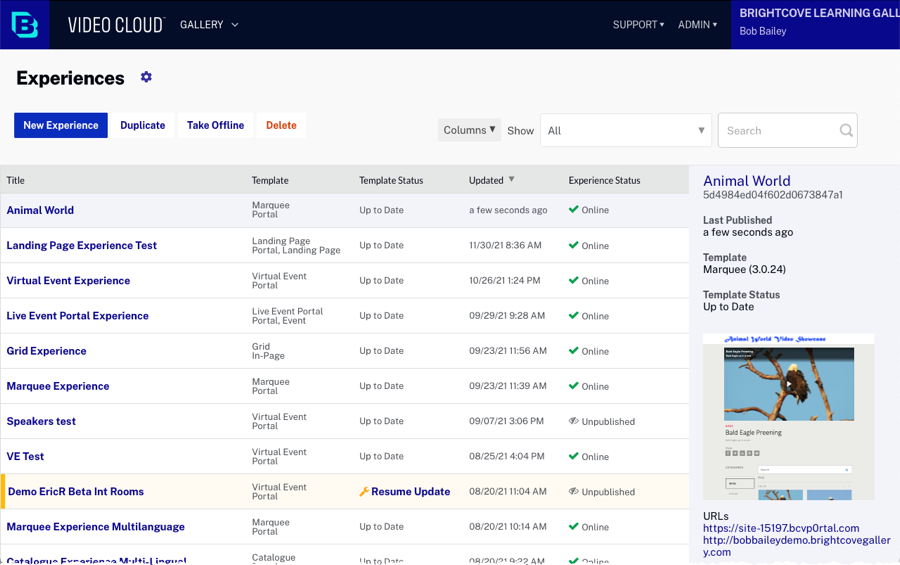 VIDEO CLOUD GALLERY SUPPORT ADMIN BRIGHTCOVE LEARNING GALL
Bob Bailey
Experiences
New Experience Duplicate Take Offline Delete Columns Show All Search
Title Template Template Status Updated Experience Status
Animal World Marquee Portal Up to Date a few seconds ago Online
Landing Page Experience Test Landing Page Portal, Landing Page Up to Date 11/30/21 8:36 AM Online
Virtual Event Experience Virtual Event Portal Up to Date 10/26/21 1:24 PM Online
Live Event Portal Experience Live Event Portal Portal, Event Up to Date 09/29/21 9:28 AM Online
Grid Experience Grid In-Page Up to Date 09/23/21 11:56 AM Online
Marquee Experience Marquee Portal Up to Date 09/23/21 11:39 AM Online
Speakers test Virtual Event Portal Up to Date 09/07/21 3:06 PM Unpublished
VE Test Virtual Event Portal Up to Date 08/25/21 4:04 PM Online
Demo EricR Beta Int Rooms Virtual Event Portal Resume Update 08/20/21 11:04 AM Unpublished
Marquee Experience Multilanguage Marquee Portal Up to Date 08/20/21 10:14 AM Online
Catalogue Experience Multi-Lingual Catalogue Up to Date 08/20/21 9:22 AM Online
Animal World
5d4984ed04f602d0673847a1
Last Published
a few seconds ago
Template
Marquee (3.0.24)
Template Status
Up to Date
Animal World Video Showcase
Bald Eagle Preening
Bald Eagle Preening
URLs
https://site-15197.bcvp0rtal.com
http://bobbaileydemo.brightcovegaller
y.com